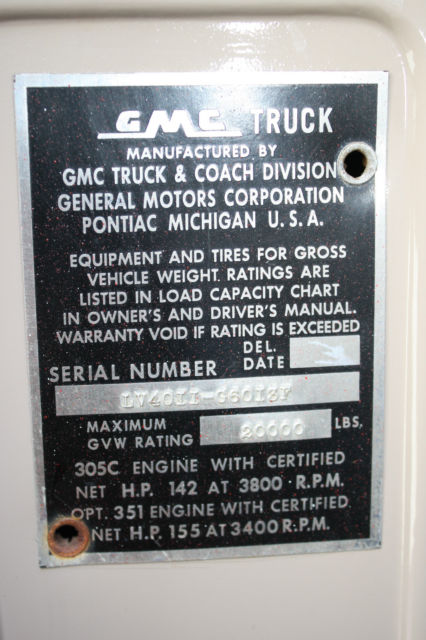 GMC TRUCK
MANUFACTURED BY
GMC TRUCK & COACH DIVISION
GENERAL MOTORS CORPORATION
PONTIAC MICHIGAN U.S.A.
EQUIPMENT AND TIRES FOR GROSS
VEHICLE WEIGHT RATINGS ARE
LISTED IN LOAD CAPACITY CHART
IN OWNER'S AND DRIVER'S MANUAL.
WARRANTY VOID IF RATING IS EXCEEDED
DEL. DATE
SERIAL NUMBER
MAXIMUM GVW RATING 20000 LBS.
305C ENGINE WITH CERTIFIED
NET H.P. 142 AT 3800 R.P.M.
OPT. 351 ENGINE WITH CERTIFIED
NET H.P. 155 AT 3400 R.P.M.